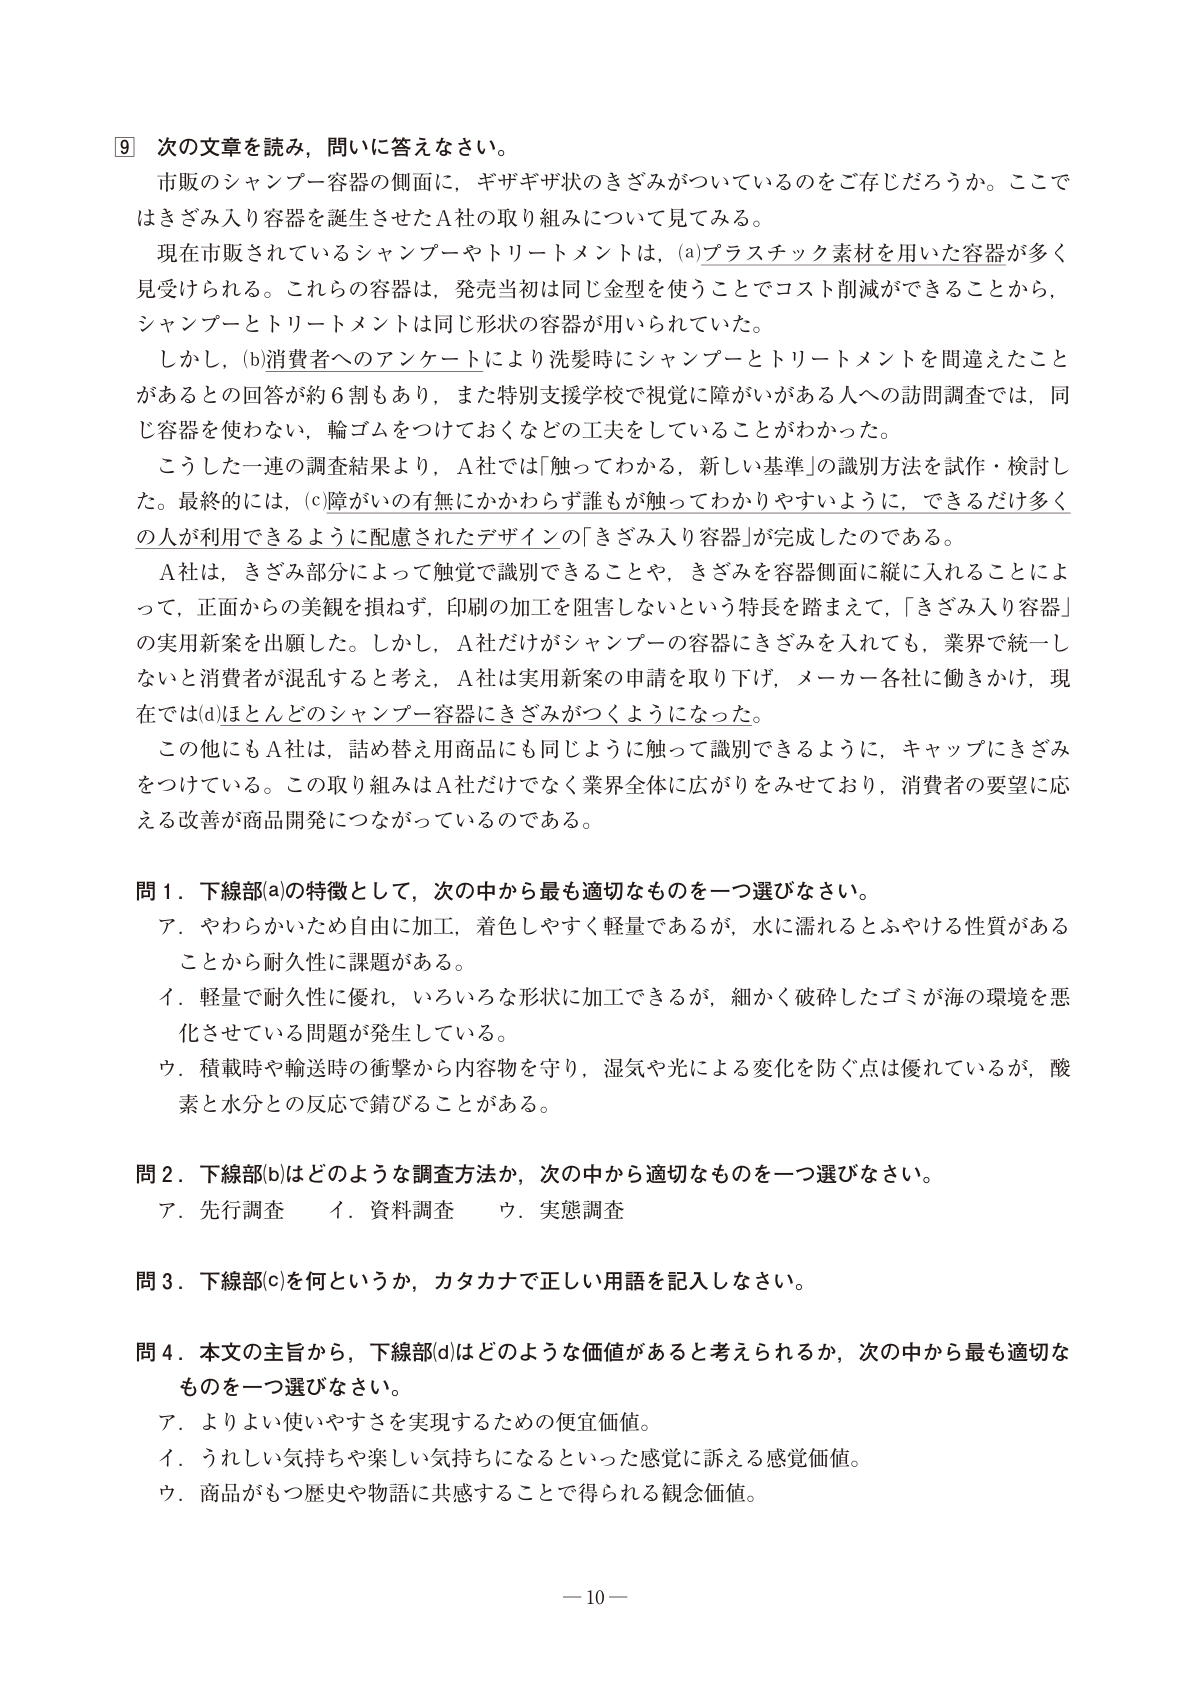 9　次の文章を読み，問いに答えなさい。
市販のシャンプー容器の側面に，ギザギザ状のきざみがついているのをご存じだろうか。ここで
はきざみ入り容器を誕生させたＡ社の取り組みについて見てみる。
現在市販されているシャンプーやトリートメントは，(a)プラスチック素材を用いた容器が多く
見受けられる。これらの容器は，発売当初は同じ金型を使うことでコスト削減ができることから，
シャンプーとトリートメントは同じ形状の容器が用いられていた。
しかし，(b)消費者へのアンケートにより洗髪時にシャンプーとトリートメントを間違えたこと
があるとの回答が約６割もあり，また特別支援学校で視覚に障がいがある人への訪問調査では，同
じ容器を使わない，輪ゴムをつけておくなどの工夫をしていることがわかった。
こうした一連の調査結果より，Ａ社では「触ってわかる，新しい基準」の識別方法を試作・検討し
た。最終的には，(c)障がいの有無にかかわらず誰もが触ってわかりやすいように，できるだけ多く
の人が利用できるように配慮されたデザインの「きざみ入り容器」が完成したのである。
Ａ社は，きざみ部分によって触覚で識別できることや，きざみを容器側面に縦に入れることによ
って，正面からの美観を損ねず，印刷の加工を阻害しないという特長を踏まえて，「きざみ入り容器」
の実用新案を出願した。しかし，Ａ社だけがシャンプーの容器にきざみを入れても，業界で統一し
ないと消費者が混乱すると考え，Ａ社は実用新案の申請を取り下げ，メーカー各社に働きかけ，現
在では(d)ほとんどのシャンプー容器にきざみがつくようになった。
この他にもＡ社は，詰め替え用商品にも同じように触って識別できるように，キャップにきざみ
をつけている。この取り組みはＡ社だけでなく業界全体に広がりをみせており，消費者の要望に応
える改善が商品開発につながっているのである。
問１．下線部(a)の特徴として，次の中から最も適切なものを一つ選びなさい。
ア．やわらかいため自由に加工，着色しやすく軽量であるが，水に濡れるとふやける性質がある
ことから耐久性に課題がある。
イ．軽量で耐久性に優れ，いろいろな形状に加工できるが，細かく破砕したゴミが海の環境を悪
化させている問題が発生している。
ウ．積載時や輸送時の衝撃から内容物を守り，湿気や光による変化を防ぐ点は優れているが，酸
素と水分との反応で錆びることがある。
問２．下線部(b)はどのような調査方法か，次の中から適切なものを一つ選びなさい。
ア．先行調査　　イ．資料調査　　ウ．実態調査
問３．下線部(c)を何というか，カタカナで正しい用語を記入しなさい。
問４．本文の主旨から，下線部(d)はどのような価値があると考えられるか，次の中から最も適切な
ものを一つ選びなさい。
ア．よりよい使いやすさを実現するための便宜価値。
イ．うれしい気持ちや楽しい気持ちになるといった感覚に訴える感覚価値。
ウ．商品がもつ歴史や物語に共感することで得られる観念価値。
― 10 ―